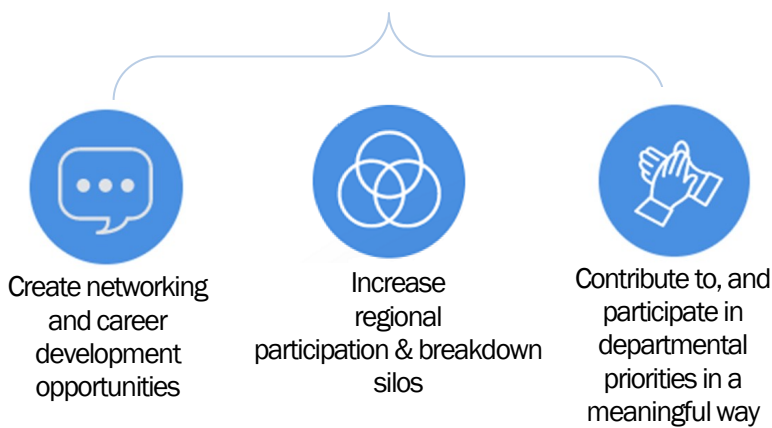 Create networking
and career
development
opportunities
Increase
regional
participation & breakdown
silos
Contribute to, and
participate in
departmental
priorities in a
meaningful way